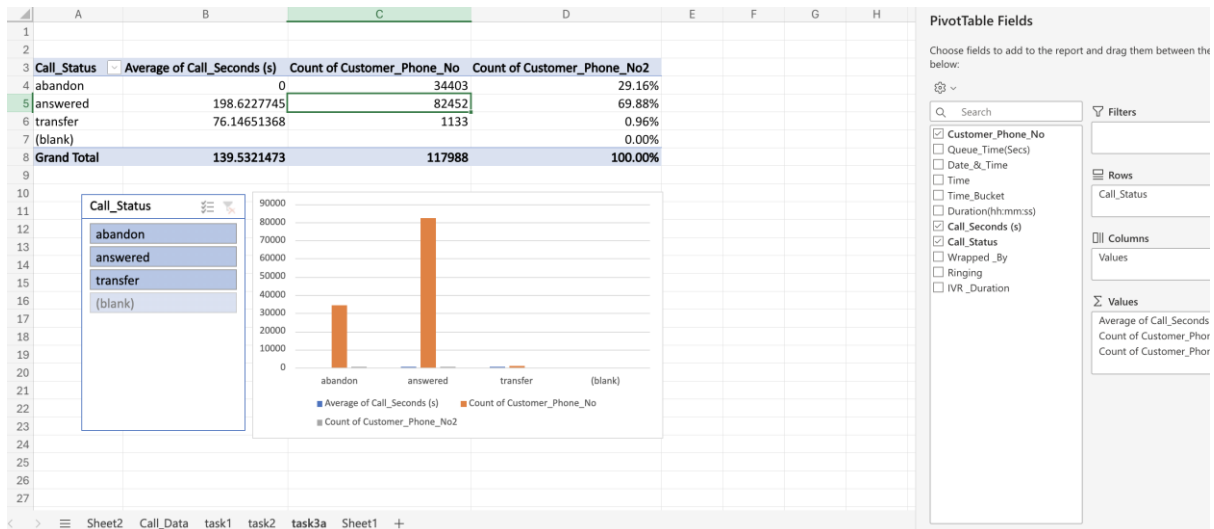 A B C D E F G H
1
2
3 Call_Status Average of Call_Seconds (s) Count of Customer_Phone_No Count of Customer_Phone_No2
4 abandon 0 34403 29.16%
5 answered 198.6227745 82452 69.88%
6 transfer 76.14651368 1133 0.96%
7 (blank) 0.00%
8 Grand Total 139.5321473 117988 100.00%
9
10
11
12
13
14
15
16
17
18
19
20
21
22
23
24
25
26
27
Call_Status
abandon
answered
transfer
(blank)
90000
80000
70000
60000
50000
40000
30000
20000
10000
0
abandon answered transfer (blank)
Average of Call_Seconds (s) Count of Customer_Phone_No
Count of Customer_Phone_No2
Sheet2 Call_Data task1 task2 task3a Sheet1 +
PivotTable Fields
Choose fields to add to the report and drag them between the
below:
Search
Customer_Phone_No
Queue_Time(Secs)
Date_&_Time
Time
Time_Bucket
Duration(hh:mm:ss)
Call_Seconds (s)
Call_Status
Wrapped _By
Ringing
IVR _Duration
Filters
Rows
Call_Status
Columns
Values
Σ Values
Average of Call_Seconds
Count of Customer_Phor
Count of Customer_Phor